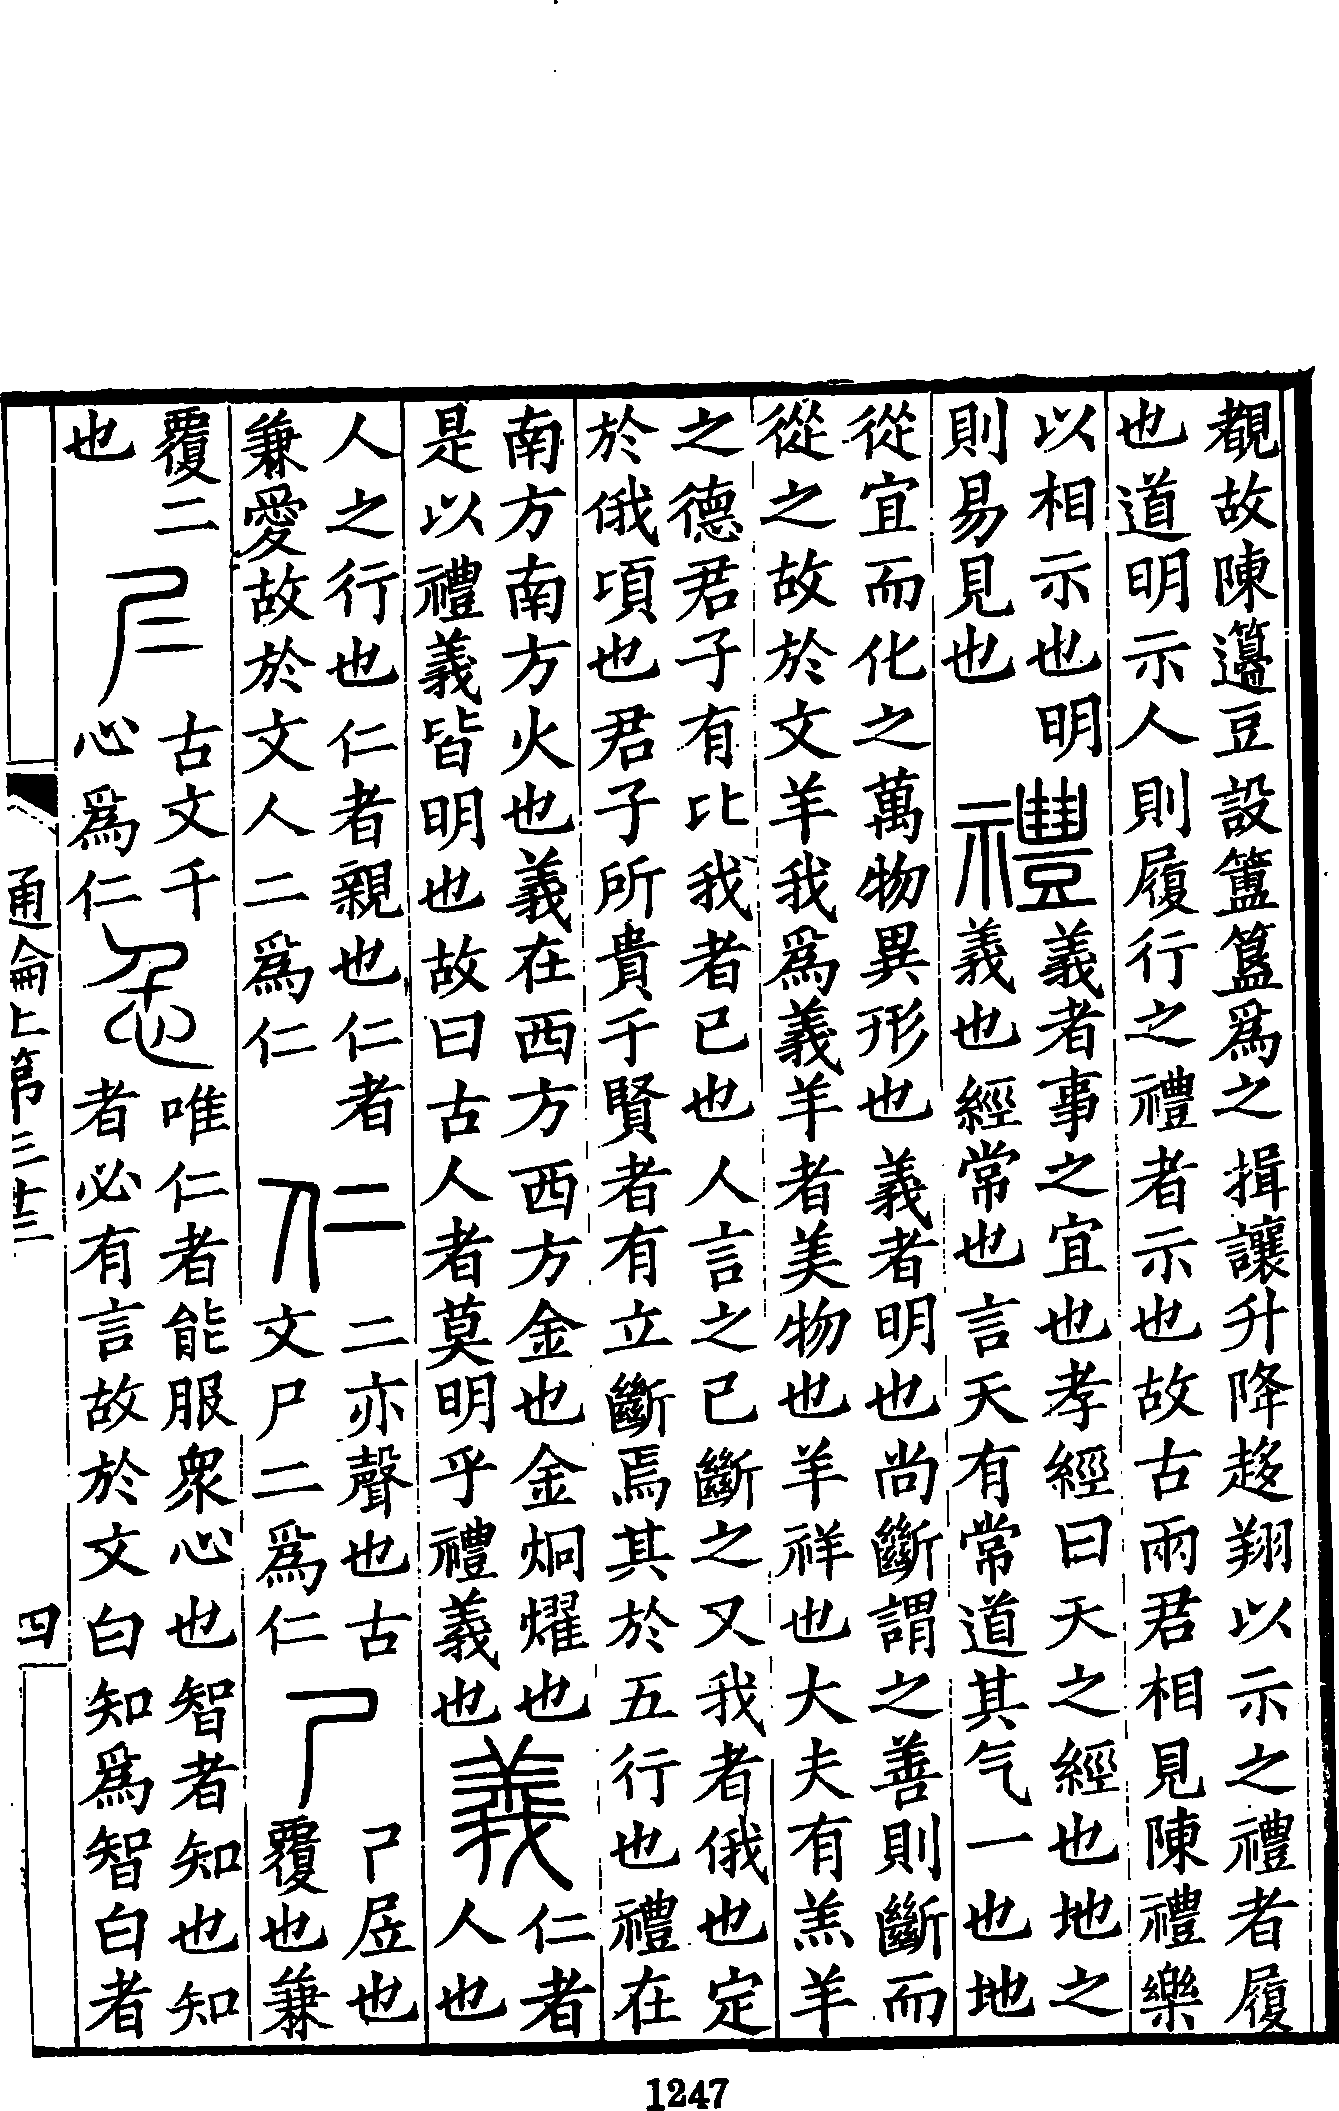 覩故陳籩豆設簠簋爲之揖讓升降趍翔以示之禮者履
也道明示人則履行之禮者示也故古兩君相見陳禮樂
以相示也明
則易見也
禮
義者事之宜也孝經曰天之經也地之
義也經常也言天有常道其气一也地
從宜而化之萬物異形也義者明也尚斷謂之善則斷而
從之故於文羊我爲義羊者美物也羊祥也大夫有羔羊
之德君子有比我者已也人言之已斷之又我者俄也定
於俄頃也君子所貴于賢者有立斷焉其於五行也禮在
南方南方火也義在西方西方金也金炯燿也
是以禮義皆明也故曰古人者莫明乎禮義也
義
仁者
人也
人之行也仁者親也仁者
兼愛故於文人二爲仁
仁
二亦聲也古
文尸二爲仁
尸
尸也
覆也兼
覆二
也
𡰥
古文千
心爲仁
忎
唯仁者能服衆心也智者知也知
者必有言故於文白知爲智白者
通論上第三十三
四
1247